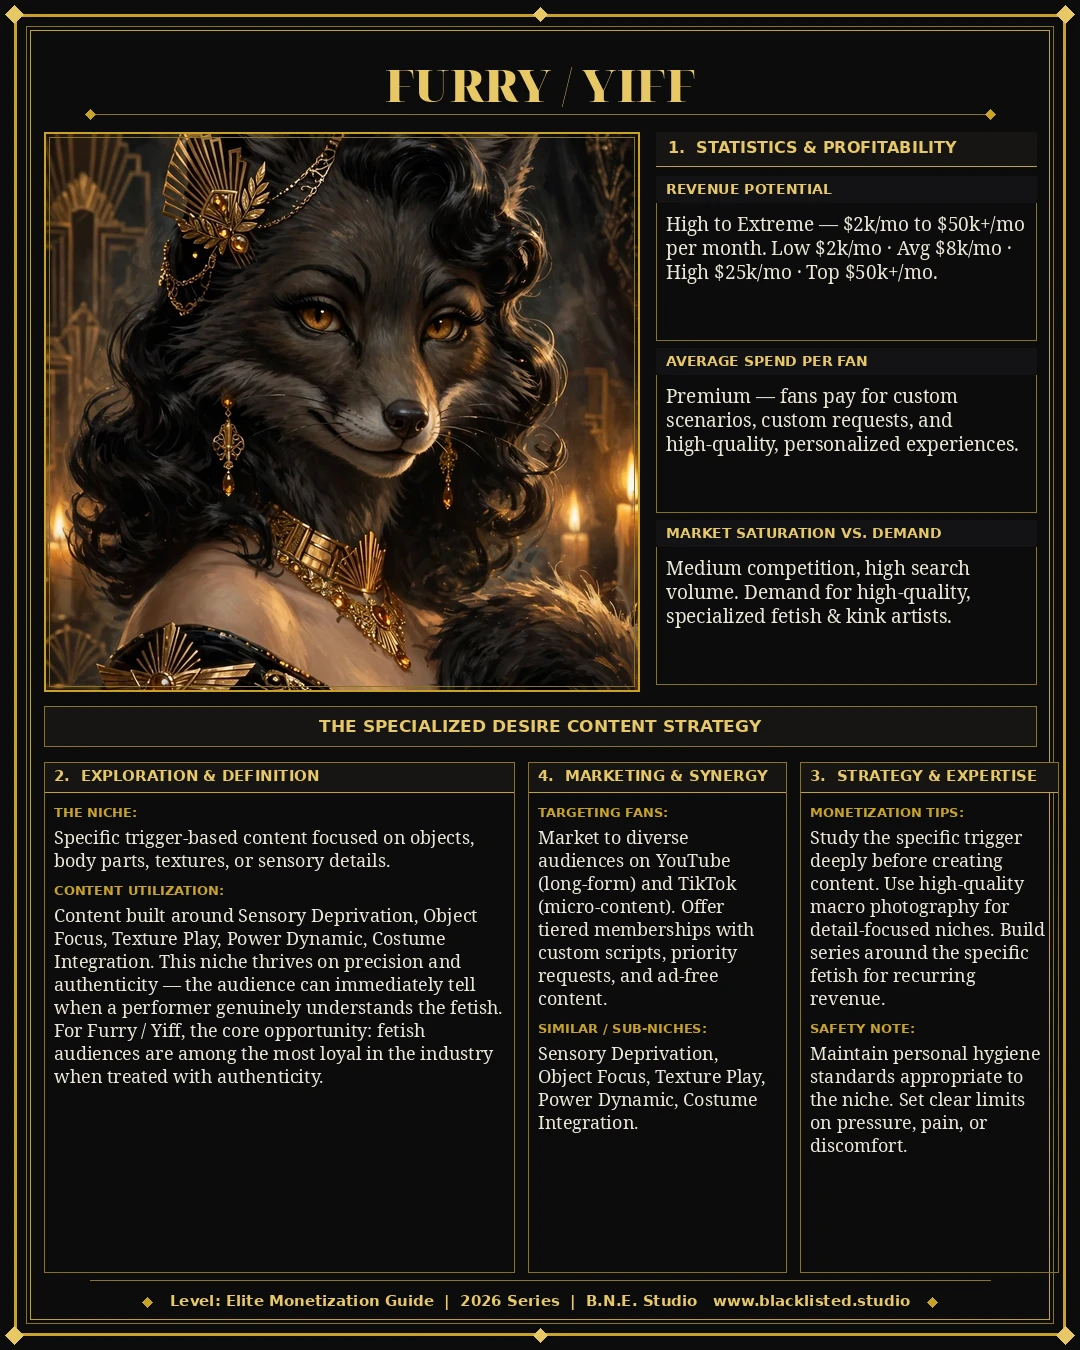 FURRY / YIFF
1. STATISTICS & PROFITABILITY
REVENUE POTENTIAL
High to Extreme — $2k/mo to $50k+/mo
per month. Low $2k/mo · Avg $8k/mo ·
High $25k/mo · Top $50k+/mo.
AVERAGE SPEND PER FAN
Premium — fans pay for custom
scenarios, custom requests, and
high-quality, personalized experiences.
MARKET SATURATION VS. DEMAND
Medium competition, high search
volume. Demand for high-quality,
specialized fetish & kink artists.
THE SPECIALIZED DESIRE CONTENT STRATEGY
2. EXPLORATION & DEFINITION
THE NICHE:
Specific trigger-based content focused on objects,
body parts, textures, or sensory details.
CONTENT UTILIZATION:
Content built around Sensory Deprivation, Object
Focus, Texture Play, Power Dynamic, Costume
Integration. This niche thrives on precision and
authenticity — the audience can immediately tell
when a performer genuinely understands the fetish.
For Furry / Yiff, the core opportunity: fetish
audiences are among the most loyal in the industry
when treated with authenticity.
4. MARKETING & SYNERGY
TARGETING FANS:
Market to diverse
audiences on YouTube
(long-form) and TikTok
(micro-content). Offer
tiered memberships with
custom scripts, priority
requests, and ad-free
content.
SIMILAR / SUB-NICHES:
Sensory Deprivation,
Object Focus, Texture Play,
Power Dynamic, Costume
Integration.
3. STRATEGY & EXPERTISE
MONETIZATION TIPS:
Study the specific trigger
deeply before creating
content. Use high-quality
macro photography for
detail-focused niches. Build
series around the specific
fetish for recurring
revenue.
SAFETY NOTE:
Maintain personal hygiene
standards appropriate to
the niche. Set clear limits
on pressure, pain, or
discomfort.
Level: Elite Monetization Guide | 2026 Series | B.N.E. Studio www.blacklisted.studio